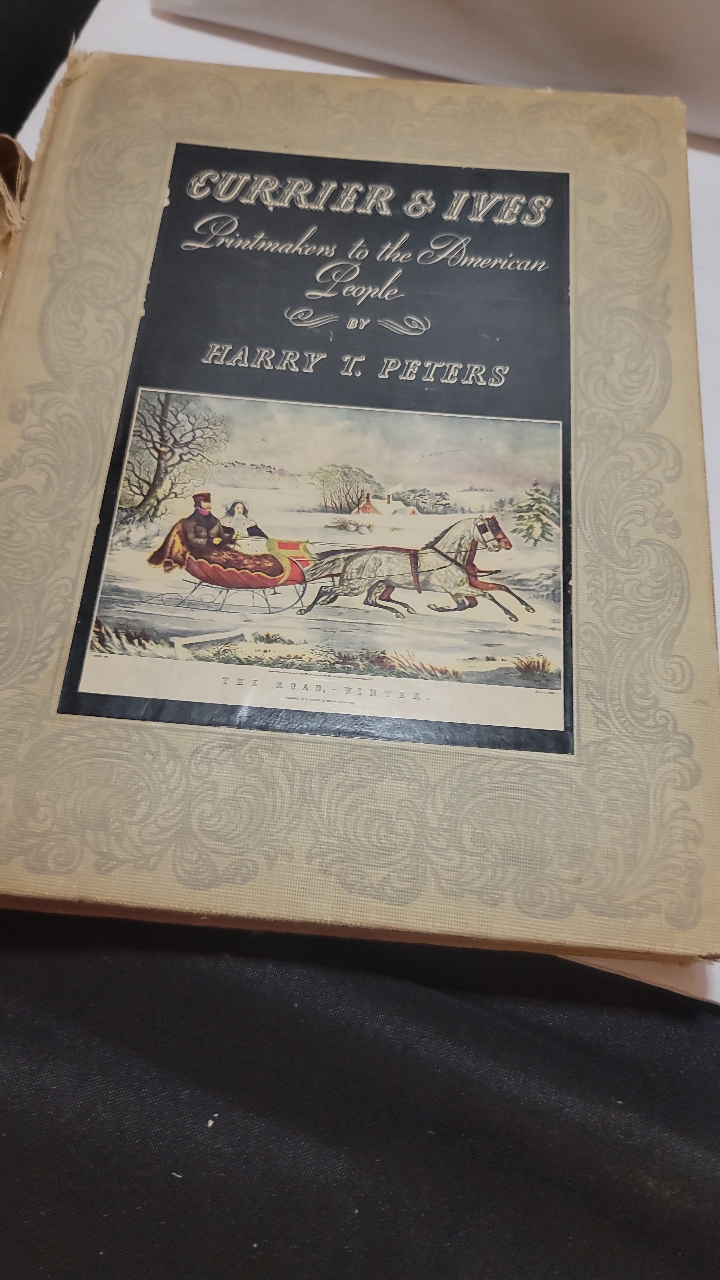 CURRIER & IVES
Printmakers to the American
People
BY
HARRY T. PETERS
THE ROAD,-WINTER.